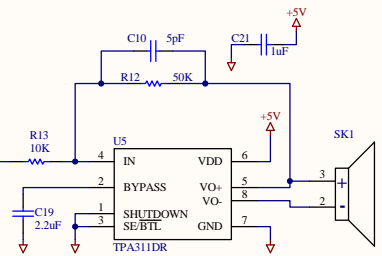 +5V
C10 5pF C21
1uF
R12 50K
+5V
R13
10K
U5
SK1
4 IN VDD 6
2 BYPASS VO+ 5
VO- 8
3
2
1 SHUTDOWN
3 SE/BTL GND 7
C19
2.2uF
TPA311DR